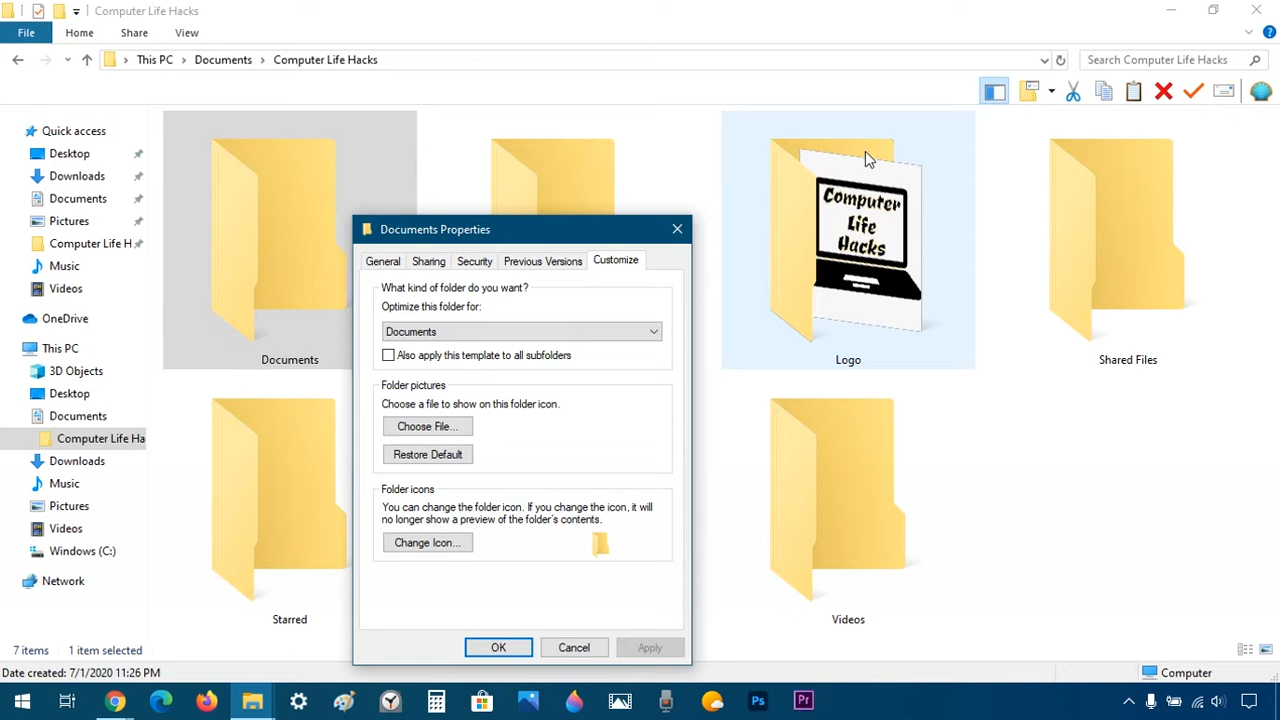 Computer Life Hacks
File
Home
Share
View
This PC
Documents
Computer Life Hacks
Search Computer Life Hacks
Quick access
Desktop
Downloads
Documents
Pictures
Computer Life H
Music
Videos
OneDrive
This PC
3D Objects
Desktop
Documents
Computer Life Ha
Downloads
Music
Pictures
Videos
Windows (C:)
Network
Documents
Computer
Life
Hacks
Logo
Shared Files
Starred
Videos
Documents Properties
General
Sharing
Security
Previous Versions
Customize
What kind of folder do you want?
Optimize this folder for:
Documents
Also apply this template to all subfolders
Folder pictures
Choose a file to show on this folder icon.
Choose File...
Restore Default
Folder icons
You can change the folder icon. If you change the icon, it will
no longer show a preview of the folder's contents.
Change Icon...
OK
Cancel
Apply
7 items
1 item selected
Date created: 7/1/2020 11:26 PM
Computer
Ps
Pr